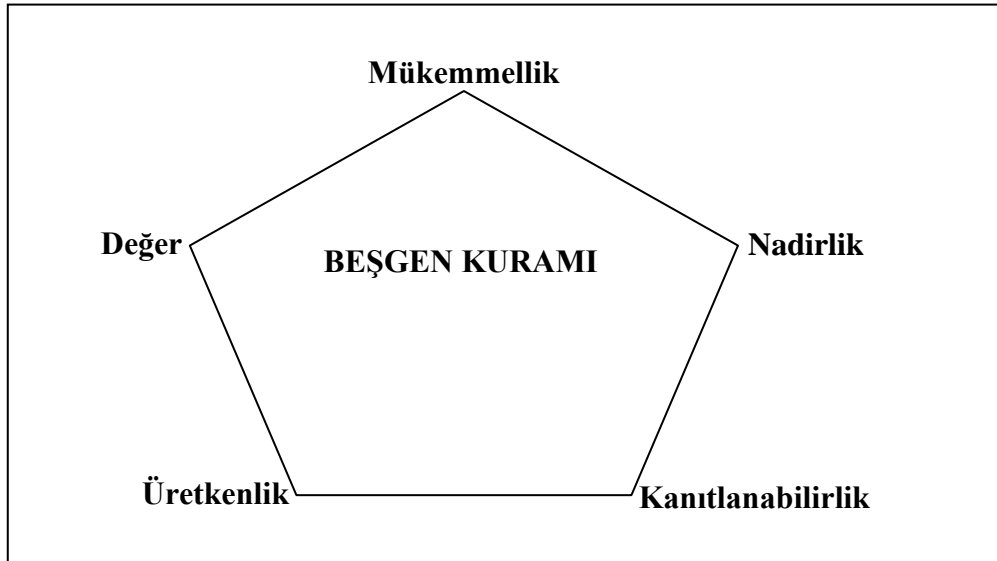 Mükemmellik
Değer
Nadirlik
BEŞGEN KURAMI
Üretkenlik
Kanıtlanabilirlik